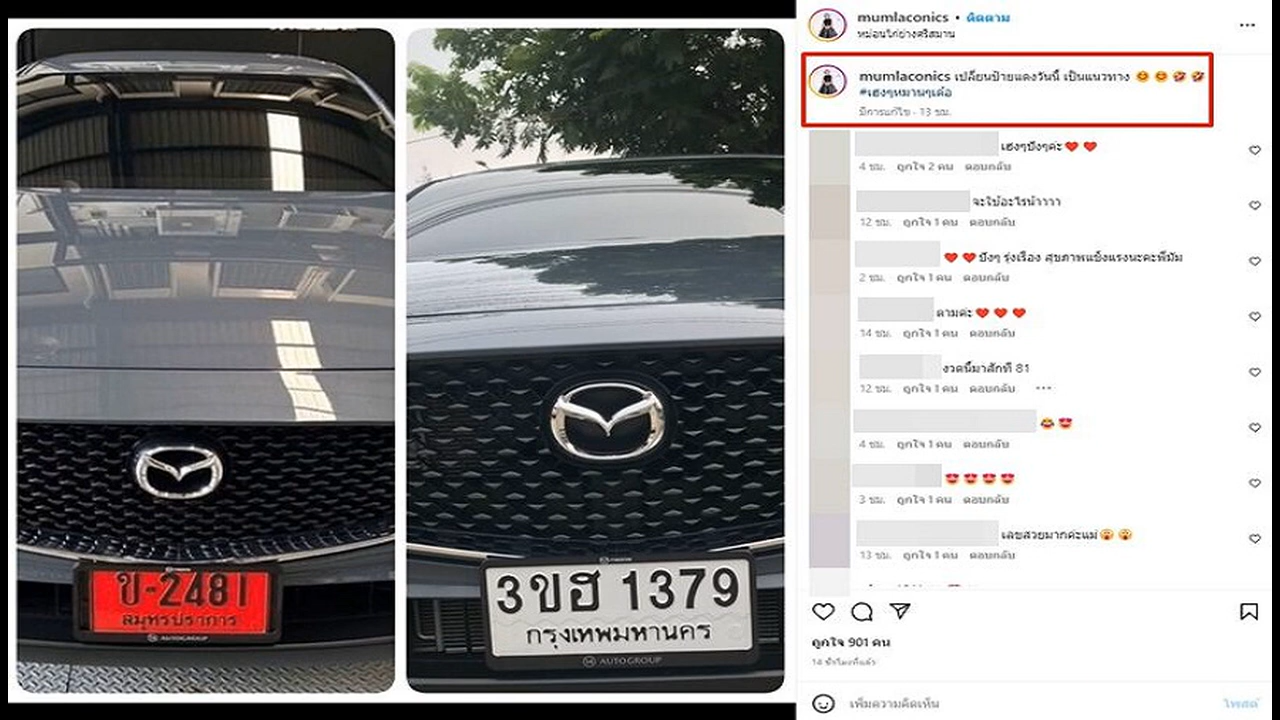 ข-2481
สมุทรปราการ
AUTOGROUP
3ขฮ 1379
กรุงเทพมหานคร
AUTOGROUP
mumlaconics • ติดตาม
หม่อนไก่ย่างศรีสมาน
mumlaconics เปลี่ยนป้ายแดงวันนี้ เป็นแนวทาง 😊 😊 🤣 🤣
#เฮงๆหมานๆเด้อ
มีการแก้ไข · 13 ชม.
เฮงๆปังๆค่ะ❤️ ❤️
4 ชม. ถูกใจ 2 คน ตอบกลับ
จะใช้อะไรน้าาาา
12 ชม. ถูกใจ 1 คน ตอบกลับ
❤️ ❤️ ปังๆ รุ่งเรือง สุขภาพแข็งแรงนะคะพี่มัม
2 ชม. ถูกใจ 1 คน ตอบกลับ
ตามค่ะ❤️ ❤️ ❤️
14 ชม. ถูกใจ 1 คน ตอบกลับ
งวดนี้มาสักที 81
12 ชม. ถูกใจ 1 คน ตอบกลับ ...
😂 😍
4 ชม. ถูกใจ 1 คน ตอบกลับ
😍 😍 😍 😍
3 ชม. ถูกใจ 1 คน ตอบกลับ
เลขสวยมากค่ะแม่😱 😱
13 ชม. ถูกใจ 1 คน ตอบกลับ
ถูกใจ 901 คน
14 ชั่วโมงที่แล้ว
เพิ่มความคิดเห็น
โพสต์